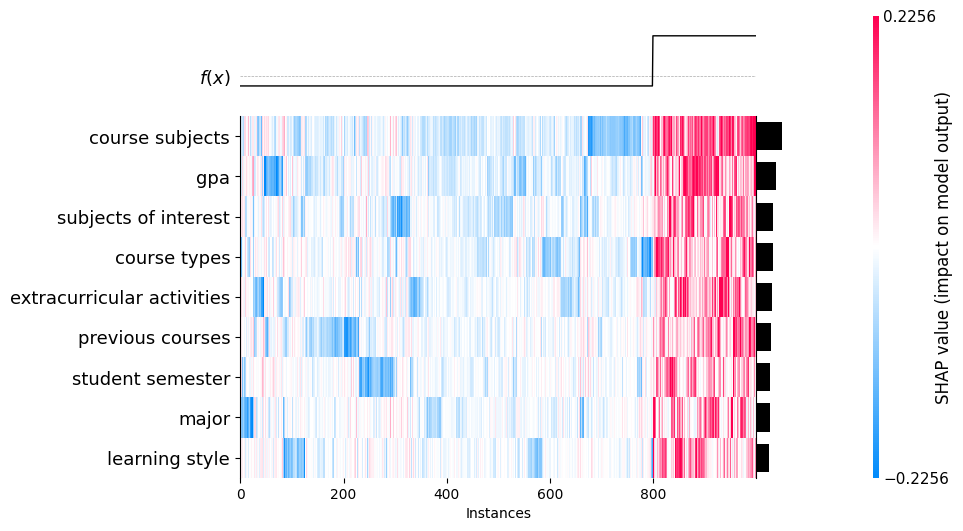 0.2256
f(x)
course subjects
gpa
subjects of interest
course types
extracurricular activities
previous courses
student semester
major
learning style
0 200 400 600 800
Instances
SHAP value (impact on model output)
−0.2256